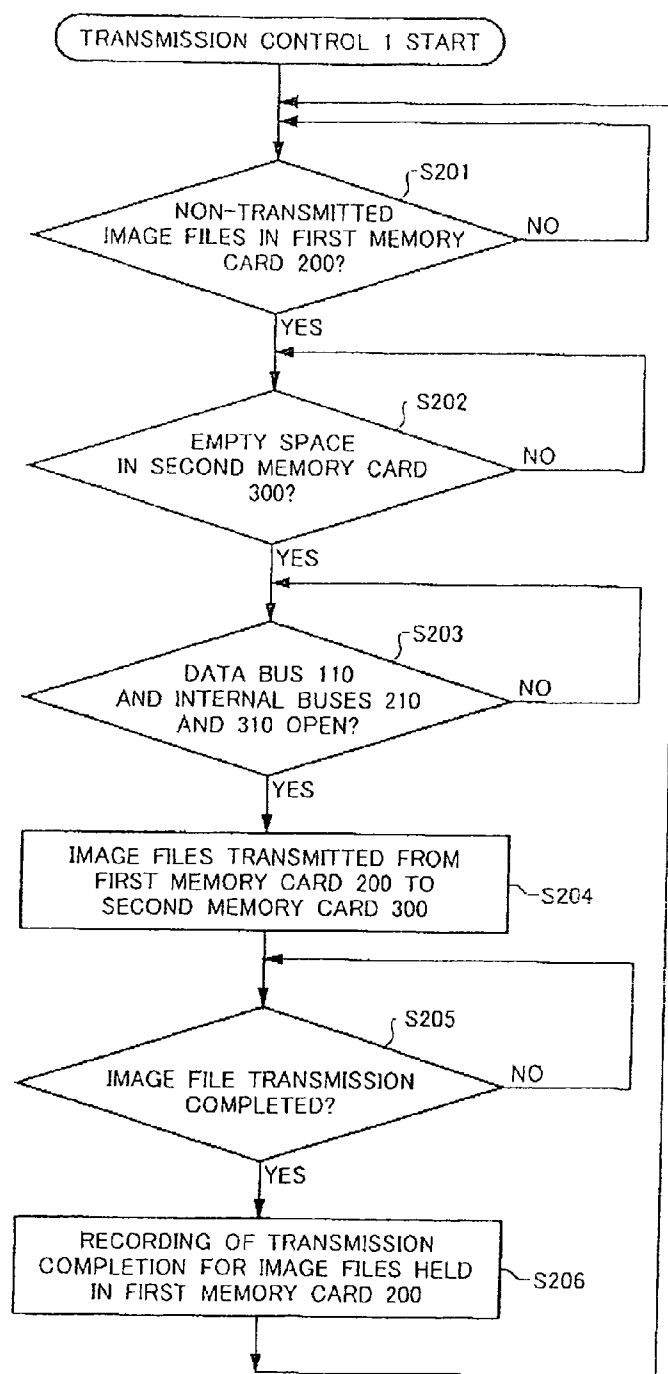 TRANSMISSION CONTROL 1 START
S201
NON-TRANSMITTED
IMAGE FILES IN FIRST MEMORY
CARD 200?
NO
YES
S202
EMPTY SPACE
IN SECOND MEMORY CARD
300?
NO
YES
S203
DATA BUS 110
AND INTERNAL BUSES 210
AND 310 OPEN?
NO
YES
IMAGE FILES TRANSMITTED FROM
FIRST MEMORY CARD 200 TO
SECOND MEMORY CARD 300
S204
S205
IMAGE FILE TRANSMISSION
COMPLETED?
NO
YES
RECORDING OF TRANSMISSION
COMPLETION FOR IMAGE FILES HELD
IN FIRST MEMORY CARD 200
S206